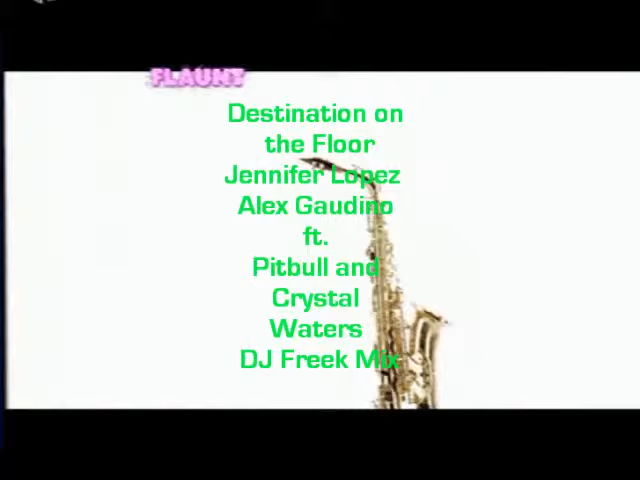 FLAUNT
Destination on
the Floor
Jennifer Lopez
Alex Gaudino
ft.
Pitbull and
Crystal
Waters
DJ Freek Mix